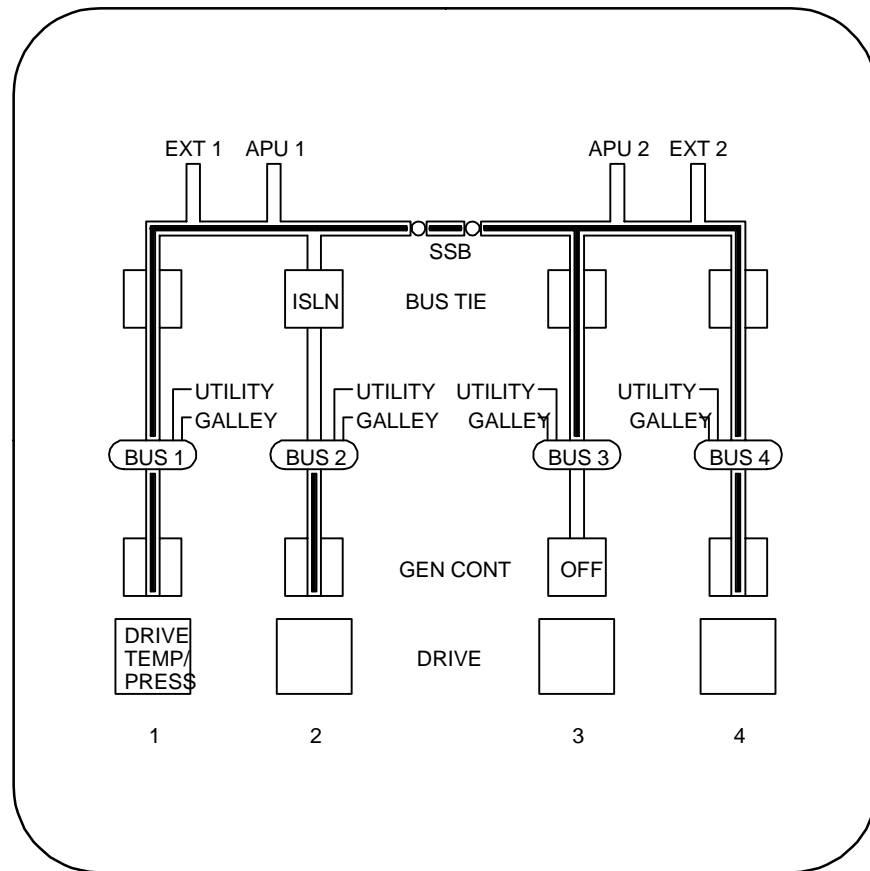 EXT 1 APU 1 APU 2 EXT 2
SSB
ISLN BUS TIE
UTILITY UTILITY UTILITY UTILITY
GALLEY GALLEY GALLEY GALLEY
BUS 1 BUS 2 BUS 3 BUS 4
GEN CONT OFF
DRIVE
TEMP/
PRESS
DRIVE
1 2 3 4